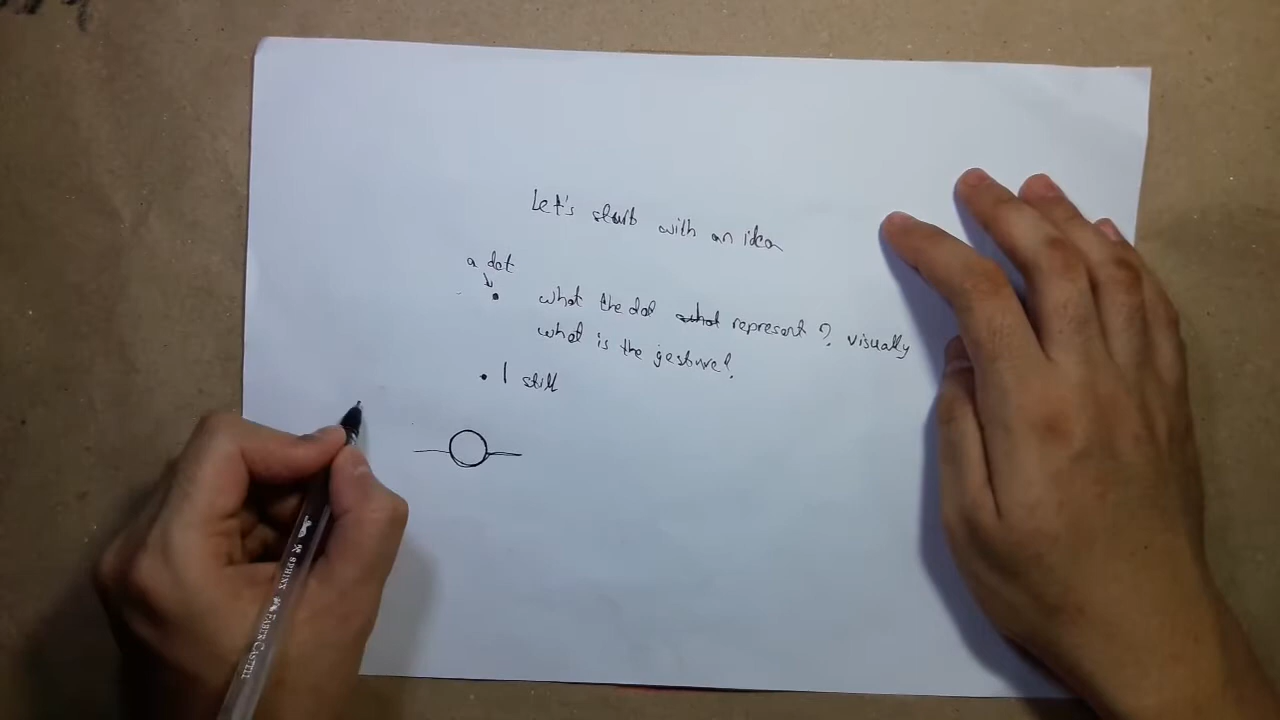 Let's start with an idea
a dot
what the dot what represent ? visually
what is the gesture?
I still
SPHINX FABER CASTELL